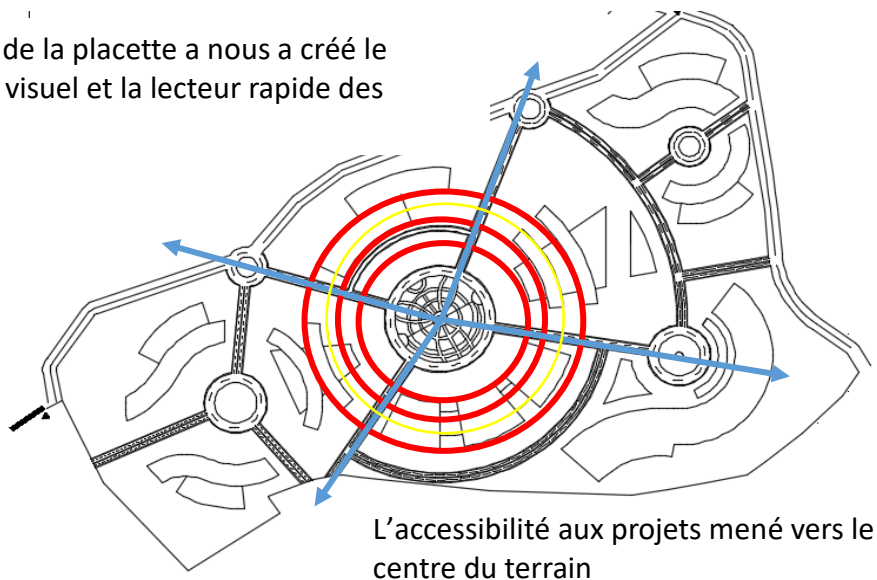 de la placette a nous a créé le
visuel et la lecteur rapide des
L’accessibilité aux projets mené vers le
centre du terrain